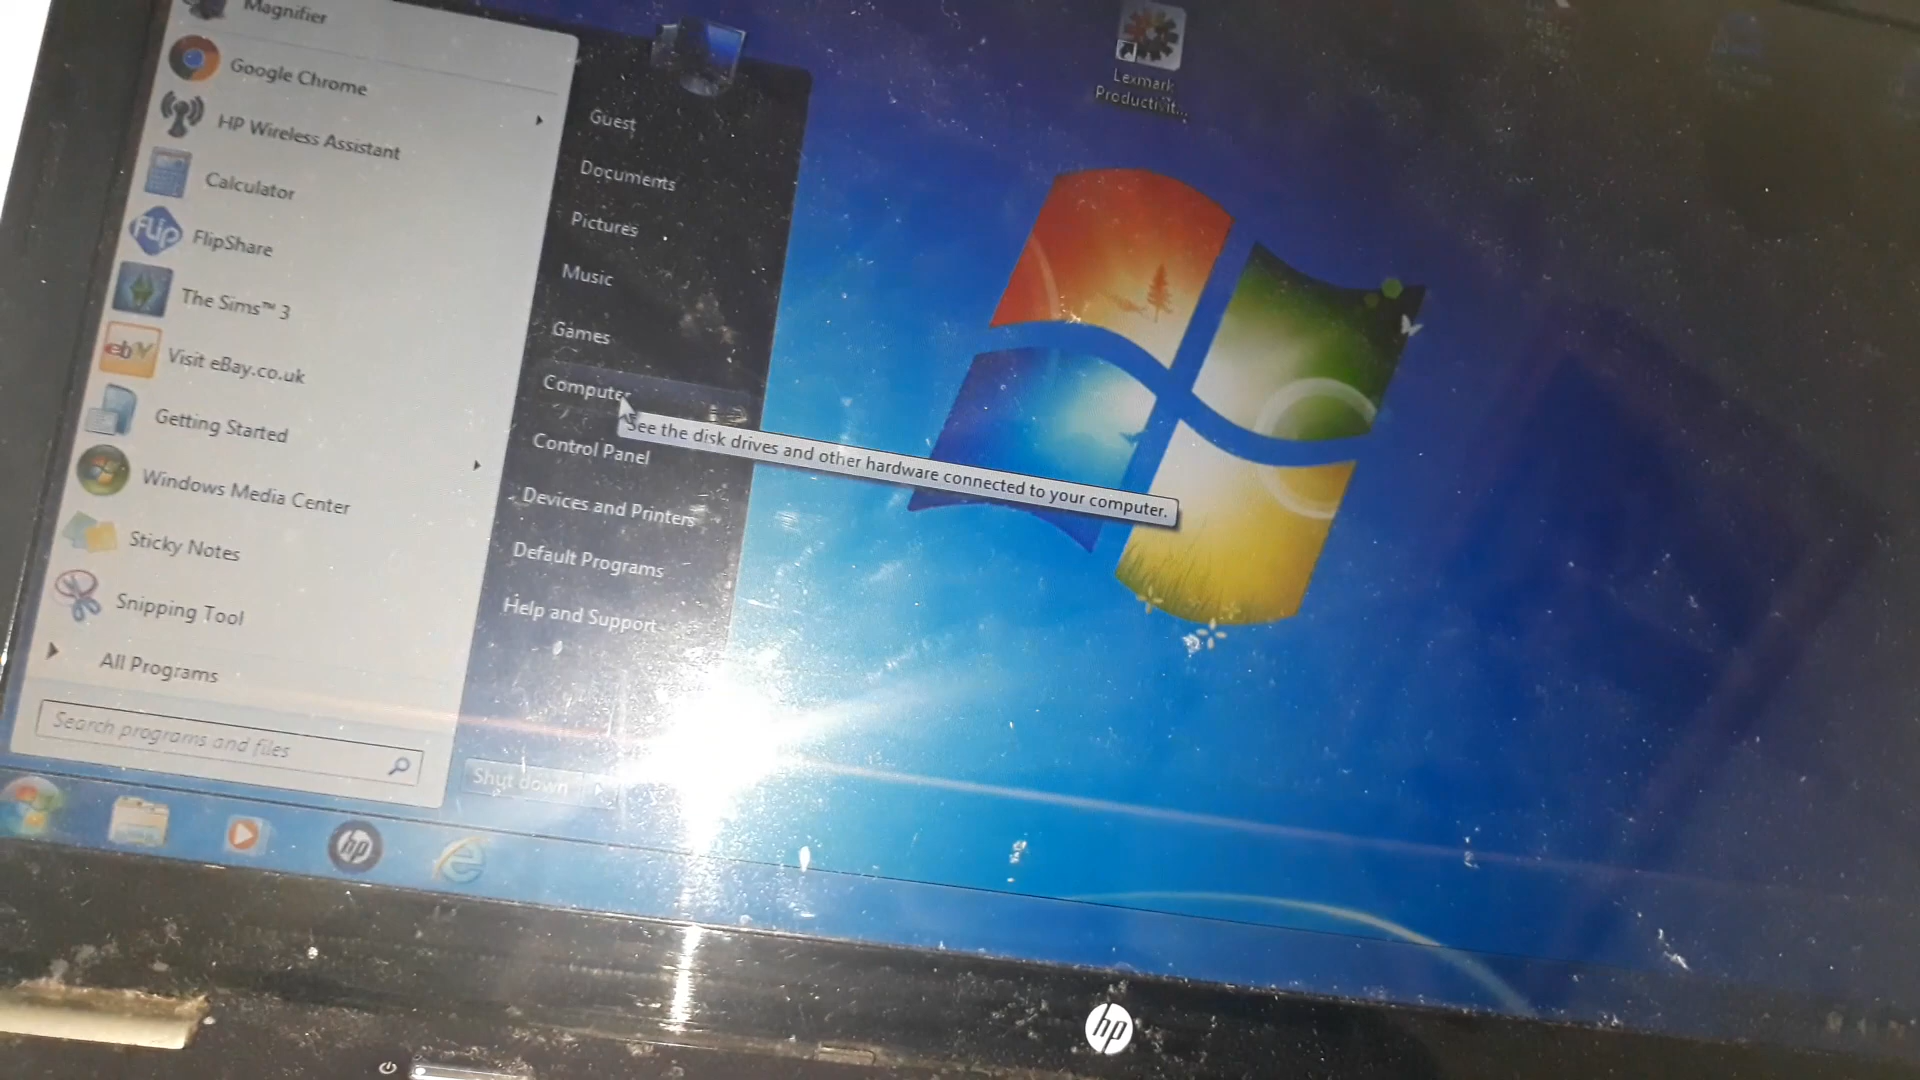 Magnifier
Google Chrome
HP Wireless Assistant
Calculator
FLIP FlipShare
The Sims™ 3
eb Y Visit eBay.co.uk
Getting Started
Windows Media Center
Sticky Notes
Snipping Tool
All Programs
Search programs and files
Guest
Documents
Pictures
Music
Games
Computer
See the disk drives and other hardware connected to your computer.
Control Panel
Devices and Printers
Default Programs
Help and Support
Shut down
Lexmark
Productivit...
hp
hp